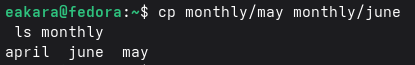 eakara@fedora:~$ cp monthly/may monthly/june
 ls monthly
april  june  may